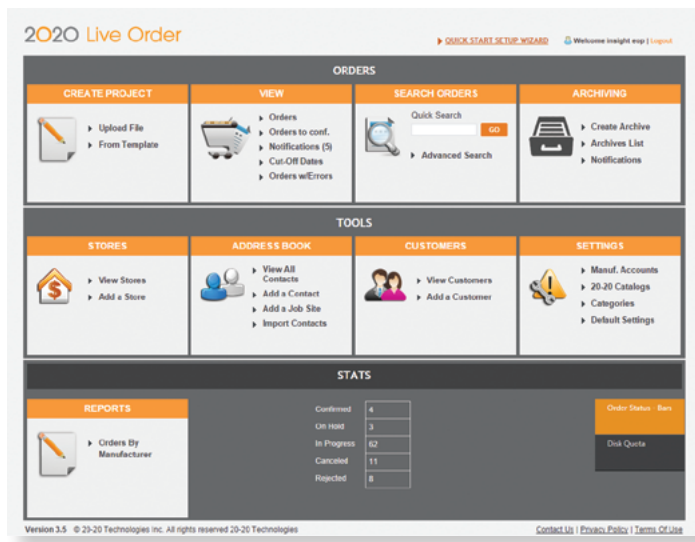 2020 Live Order
QUICK START SETUP WIZARD
Welcome insight eop | Logout
ORDERS
CREATE PROJECT
Upload File
From Template
VIEW
Orders
Orders to conf.
Notifications (5)
Cut-Off Dates
Orders w/Errors
SEARCH ORDERS
Quick Search
GO
Advanced Search
ARCHIVING
Create Archive
Archives List
Notifications
TOOLS
STORES
View Stores
Add a Store
ADDRESS BOOK
View All
Contacts
Add a Contact
Add a Job Site
Import Contacts
CUSTOMERS
View Customers
Add a Customer
SETTINGS
Manuf. Accounts
20-20 Catalogs
Categories
Default Settings
STATS
REPORTS
Orders By
Manufacturer
Confirmed 4
On Hold 3
In Progress 62
Canceled 11
Rejected 8
Order Status - Bars
Disk Quota
Version 3.5 © 20-20 Technologies Inc. All rights reserved 20-20 Technologies
Contact Us | Privacy Policy | Terms Of Use